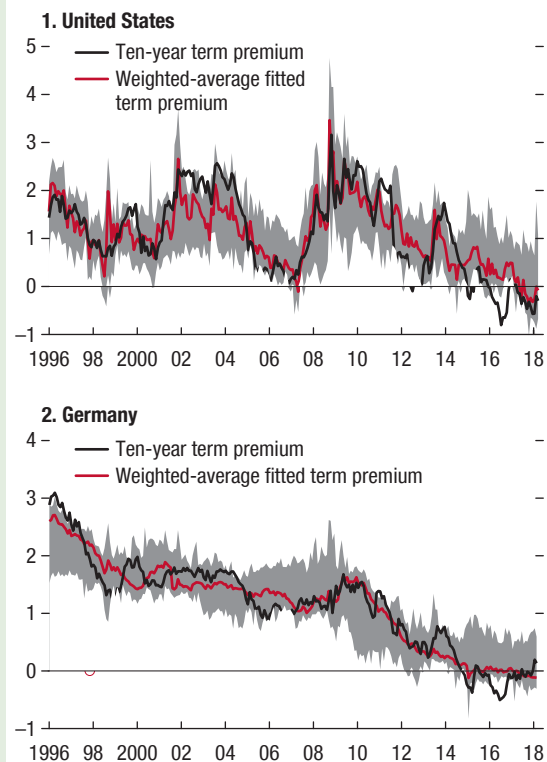 1. United States
5
Ten-year term premium
4
Weighted-average fitted
term premium
3
2
1
0
–1
1996 98 2000 02 04 06 08 10 12 14 16 18
2. Germany
4
Ten-year term premium
Weighted-average fitted term premium
3
2
1
0
–1
1996 98 2000 02 04 06 08 10 12 14 16 18